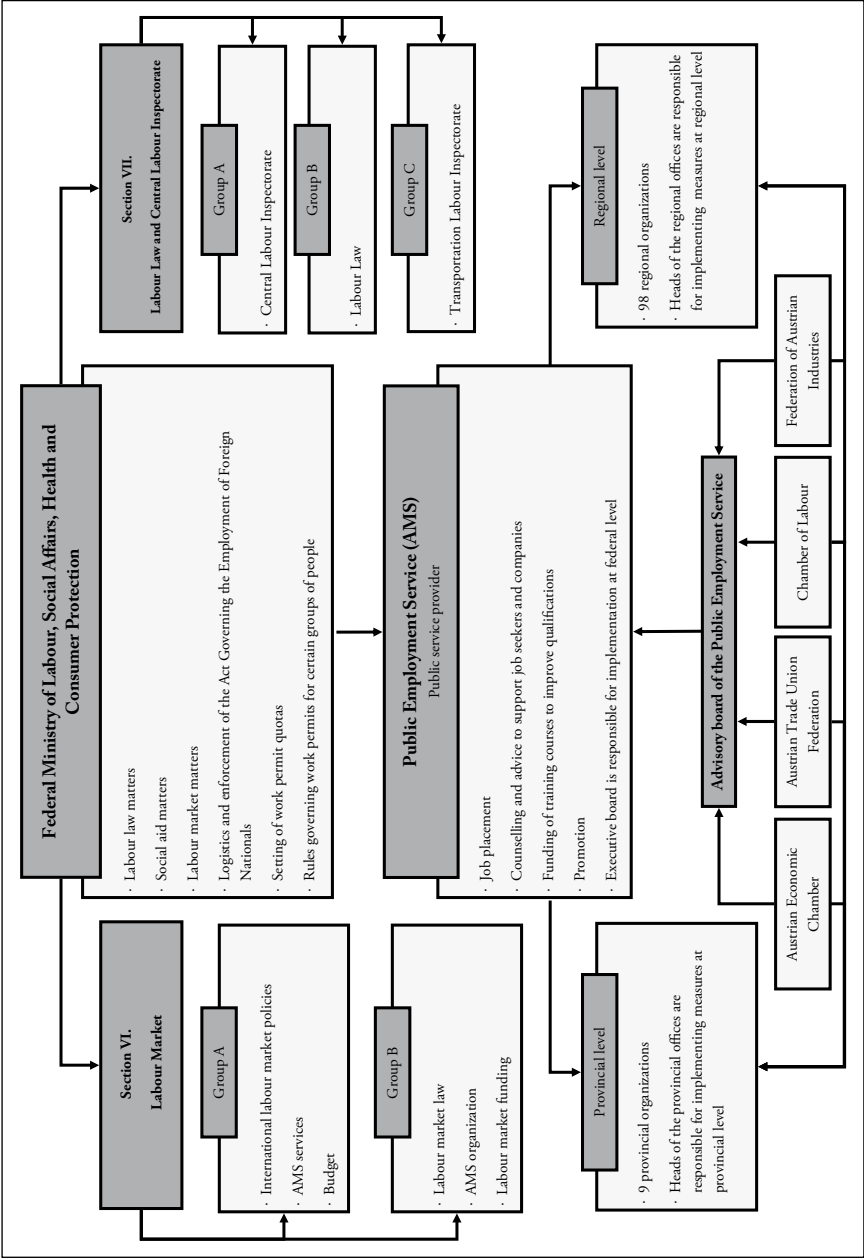 Federal Ministry of Labour, Social Affairs, Health and
Consumer Protection
· Labour law matters
· Social aid matters
· Labour market matters
· Logistics and enforcement of the Act Governing the Employment of Foreign
Nationals
· Setting of work permit quotas
· Rules governing work permits for certain groups of people
Section VI.
Labour Market
Group A
· International labour market policies
· AMS services
· Budget
Group B
· Labour market law
· AMS organization
· Labour market funding
Section VII.
Labour Law and Central Labour Inspectorate
Group A
· Central Labour Inspectorate
Group B
· Labour Law
Group C
· Transportation Labour Inspectorate
Public Employment Service (AMS)
Public service provider
· Job placement
· Counselling and advice to support job seekers and companies
· Funding of training courses to improve qualifications
· Promotion
· Executive board is responsible for implementation at federal level
Provincial level
· 9 provincial organizations
· Heads of the provincial offices are
responsible for implementing measures at
provincial level
Regional level
· 98 regional organizations
· Heads of the regional offices are responsible
for implementing measures at regional level
Advisory board of the Public Employment Service
Austrian Economic
Chamber
Austrian Trade Union
Federation
Chamber of Labour
Federation of Austrian
Industries